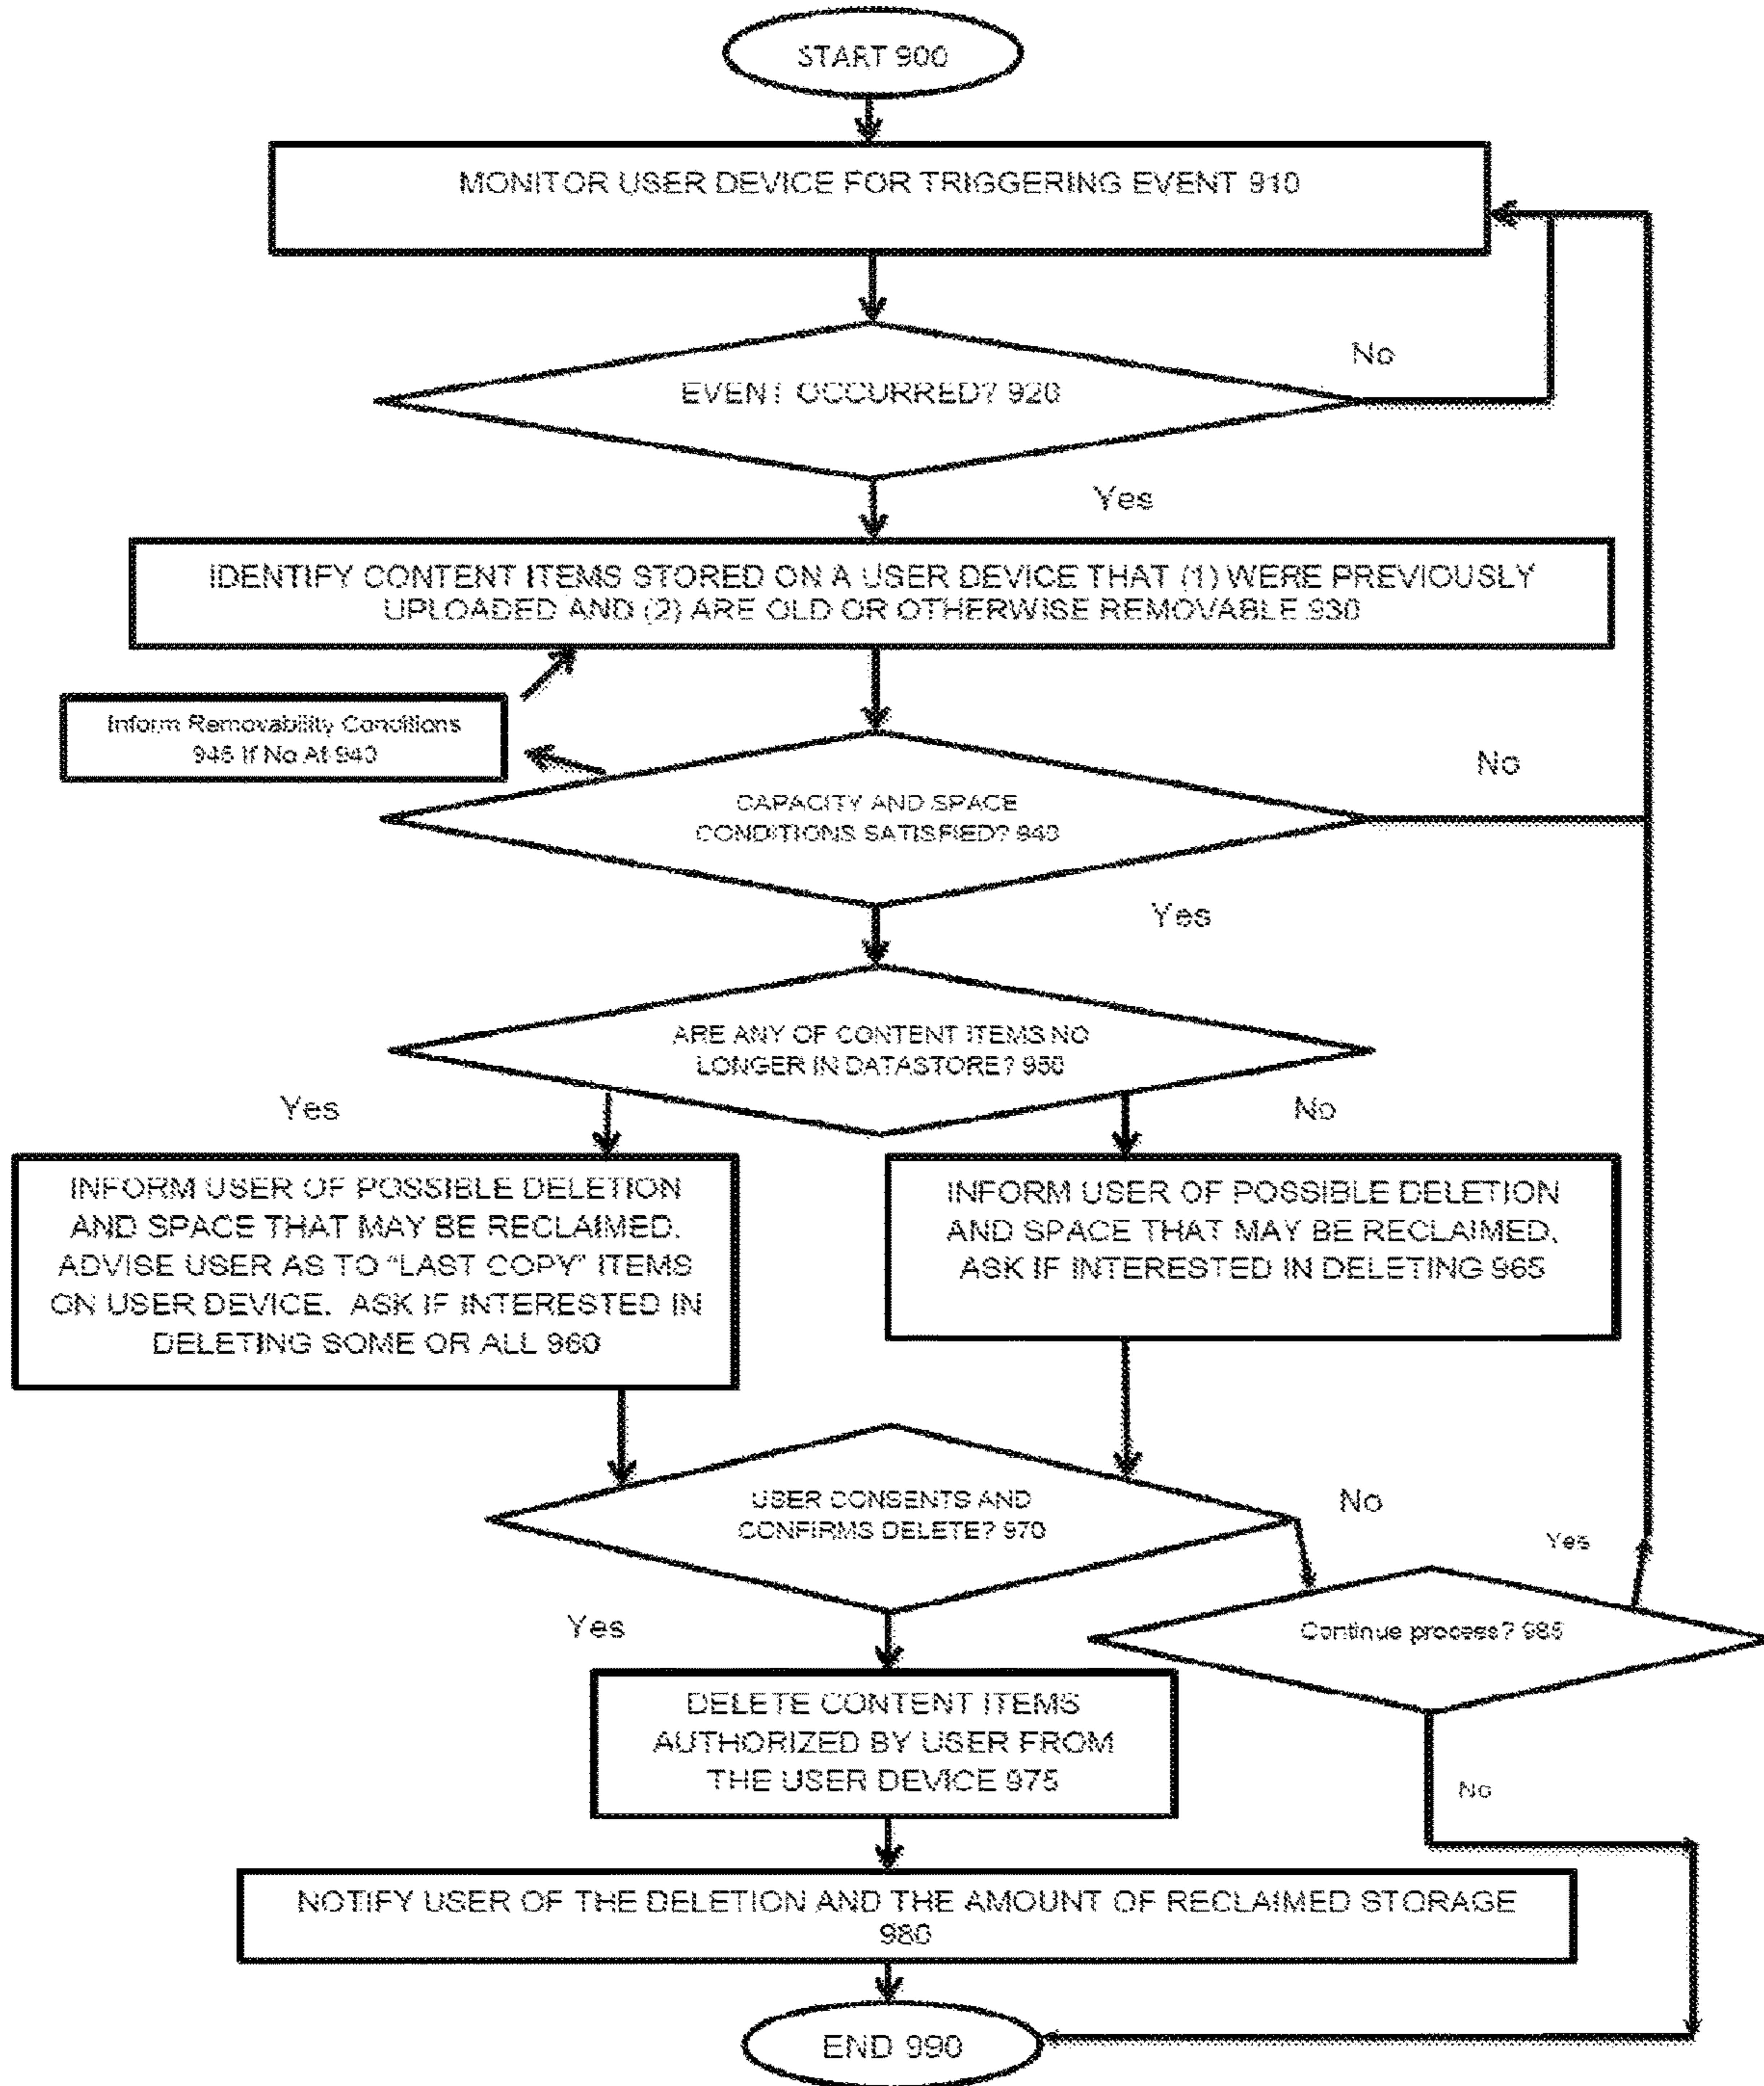 START 900
MONITOR USER DEVICE FOR TRIGGERING EVENT 910
No
EVENT OCCURRED? 920
Yes
IDENTIFY CONTENT ITEMS STORED ON A USER DEVICE THAT (1) WERE PREVIOUSLY
UPLOADED AND (2) ARE OLD OR OTHERWISE REMOVABLE 930
Inform Removability Conditions
945 If No At 940
No
CAPACITY AND SPACE
CONDITIONS SATISFIED? 940
Yes
ARE ANY OF CONTENT ITEMS NO
LONGER IN DATASTORE? 950
Yes
No
INFORM USER OF POSSIBLE DELETION
AND SPACE THAT MAY BE RECLAIMED.
ADVISE USER AS TO "LAST COPY" ITEMS
ON USER DEVICE. ASK IF INTERESTED IN
DELETING SOME OR ALL 960
INFORM USER OF POSSIBLE DELETION
AND SPACE THAT MAY BE RECLAIMED.
ASK IF INTERESTED IN DELETING 965
USER CONSENTS AND
CONFIRMS DELETE? 970
No
Yes
Yes
Continue process? 985
DELETE CONTENT ITEMS
AUTHORIZED BY USER FROM
THE USER DEVICE 975
No
NOTIFY USER OF THE DELETION AND THE AMOUNT OF RECLAIMED STORAGE
980
END 990